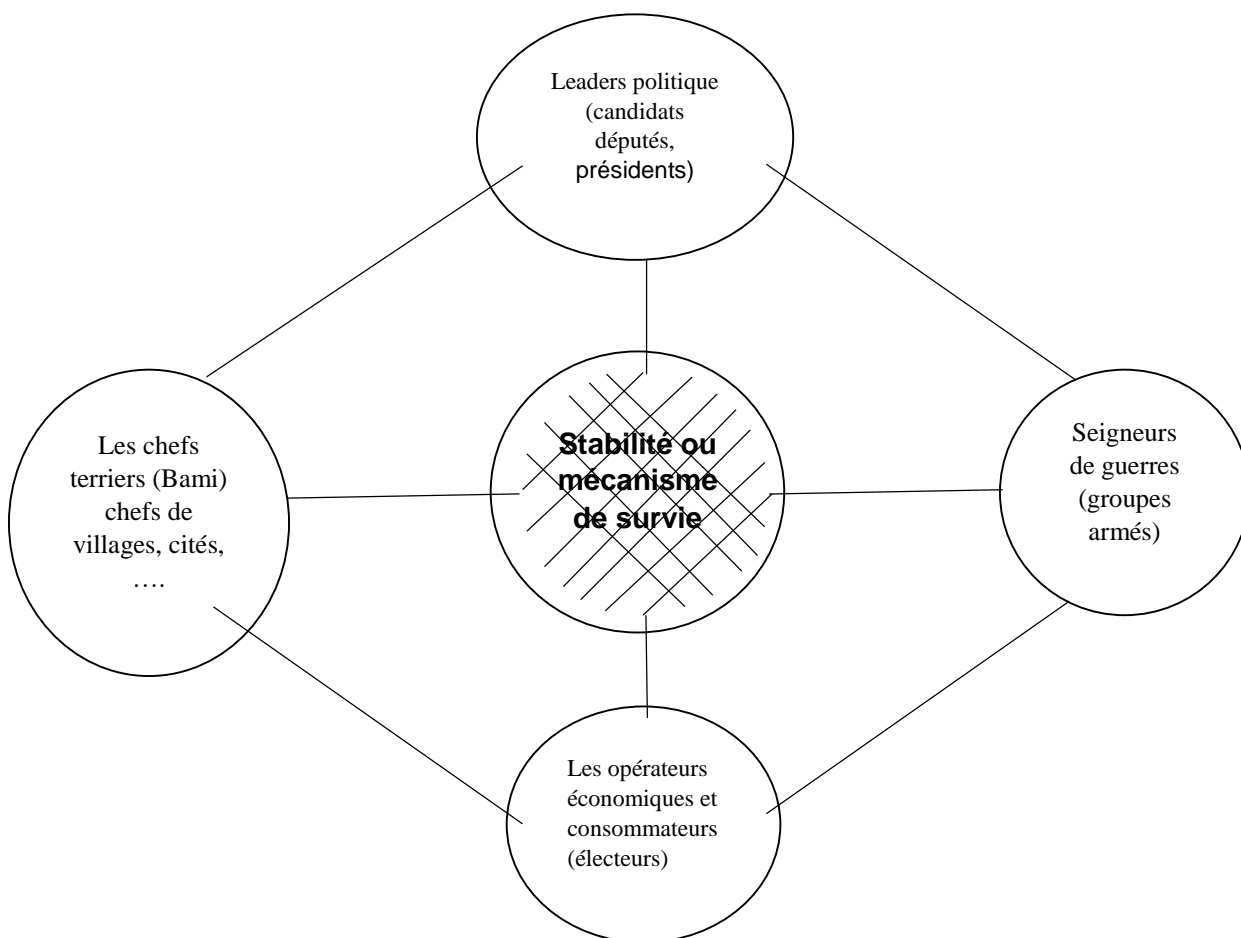 Leaders politique
(candidats
députés,
présidents)
Stabilité ou
mécanisme
de survie
Les chefs
terriers (Bami)
chefs de
villages, cités,
….
Seigneurs
de guerres
(groupes
armés)
Les opérateurs
économiques et
consommateurs
(électeurs)